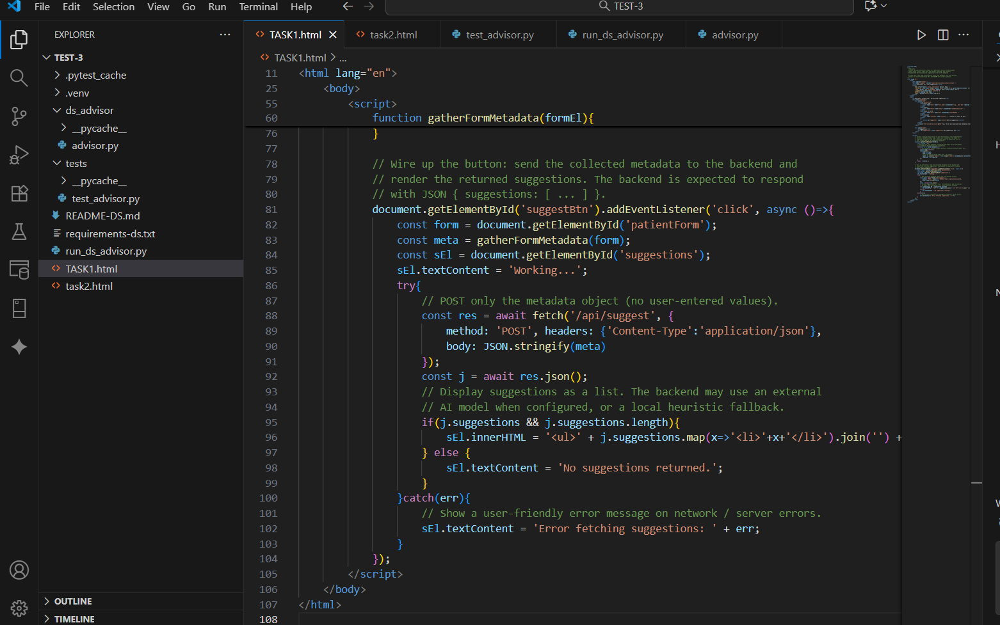 File Edit Selection View Go Run Terminal Help
TEST-3
EXPLORER
TEST-3
.pytest_cache
.venv
ds_advisor
__pycache__
advisor.py
tests
__pycache__
test_advisor.py
README-DS.md
requirements-ds.txt
run_ds_advisor.py
TASK1.html
task2.html
OUTLINE
TIMELINE
TASK1.html task2.html test_advisor.py run_ds_advisor.py advisor.py
TASK1.html > ...
11 <html lang="en">
25 <body>
55 <script>
60 function gatherFormMetadata(formEl){
76 }
77
78 // Wire up the button: send the collected metadata to the backend and
79 // render the returned suggestions. The backend is expected to respond
80 // with JSON { suggestions: [ ... ] }.
81 document.getElementById('suggestBtn').addEventListener('click', async ()=>{
82 const form = document.getElementById('patientForm');
83 const meta = gatherFormMetadata(form);
84 const sEl = document.getElementById('suggestions');
85 sEl.textContent = 'Working...';
86 try{
87 // POST only the metadata object (no user-entered values).
88 const res = await fetch('/api/suggest', {
89 method: 'POST', headers: {'Content-Type':'application/json'},
90 body: JSON.stringify(meta)
91 });
92 const j = await res.json();
93 // Display suggestions as a list. The backend may use an external
94 // AI model when configured, or a local heuristic fallback.
95 if(j.suggestions && j.suggestions.length){
96 sEl.innerHTML = '<ul>' + j.suggestions.map(x=>'<li>'+x+'</li>').join('') +
97 } else {
98 sEl.textContent = 'No suggestions returned.';
99 }
100 }catch(err){
101 // Show a user-friendly error message on network / server errors.
102 sEl.textContent = 'Error fetching suggestions: ' + err;
103 }
104 });
105 </script>
106 </body>
107 </html>
108